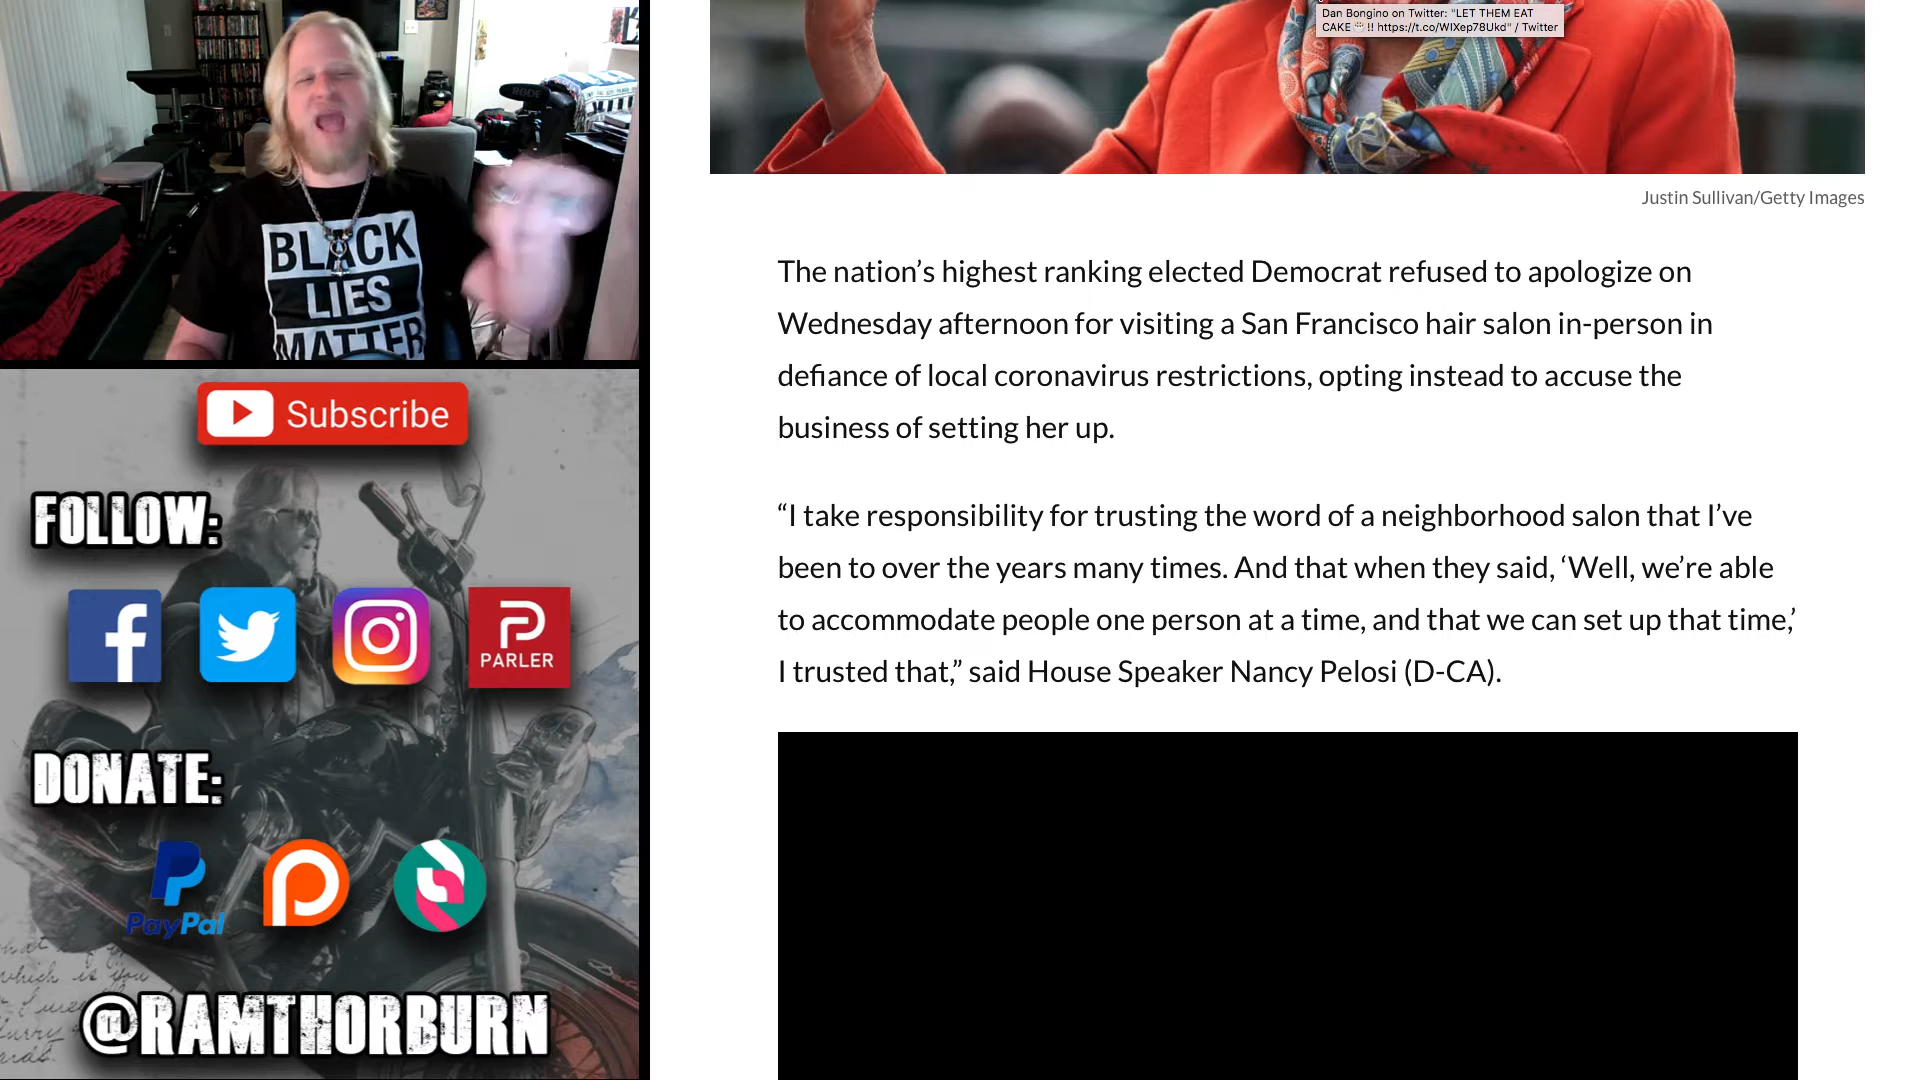 RODE
BLACK
LIES
MATTER
Subscribe
FOLLOW:
PARLER
DONATE:
PayPal
which is you
@RAMTHORBURN
Dan Bongino on Twitter: "LET THEM EAT
CAKE🍰!! https://t.co/WIXep78Ukd" / Twitter
Justin Sullivan/Getty Images
The nation’s highest ranking elected Democrat refused to apologize on
Wednesday afternoon for visiting a San Francisco hair salon in-person in
defiance of local coronavirus restrictions, opting instead to accuse the
business of setting her up.
“I take responsibility for trusting the word of a neighborhood salon that I’ve
been to over the years many times. And that when they said, ‘Well, we’re able
to accommodate people one person at a time, and that we can set up that time,’
I trusted that,” said House Speaker Nancy Pelosi (D-CA).